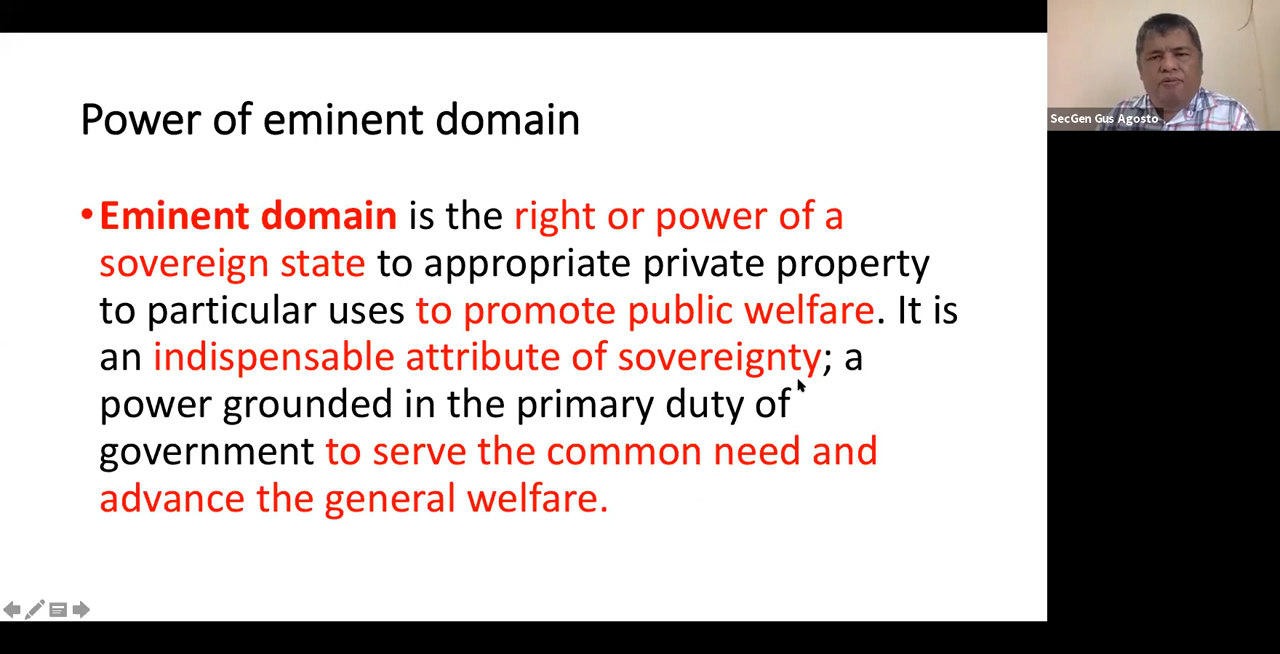 Power of eminent domain
• Eminent domain is the right or power of a
sovereign state to appropriate private property
to particular uses to promote public welfare. It is
an indispensable attribute of sovereignty; a
power grounded in the primary duty of
government to serve the common need and
advance the general welfare.
SecGen Gus Agosto